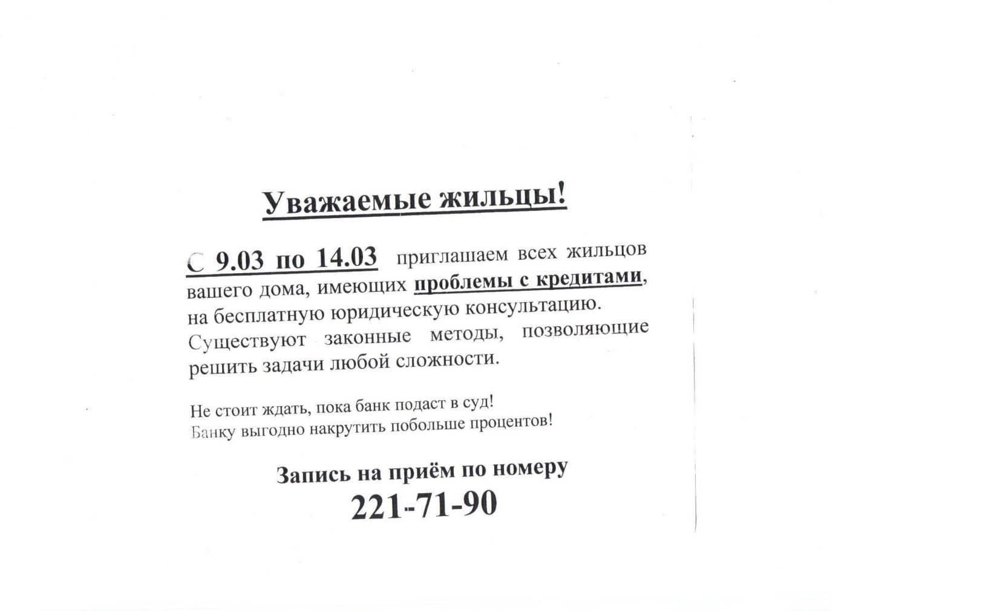 Уважаемые жильцы!
С 9.03 по 14.03 приглашаем всех жильцов
вашего дома, имеющих проблемы с кредитами,
на бесплатную юридическую консультацию.
Существуют законные методы, позволяющие
решить задачи любой сложности.
Не стоит ждать, пока банк подаст в суд!
Банку выгодно накрутить побольше процентов!
Запись на приём по номеру
221-71-90